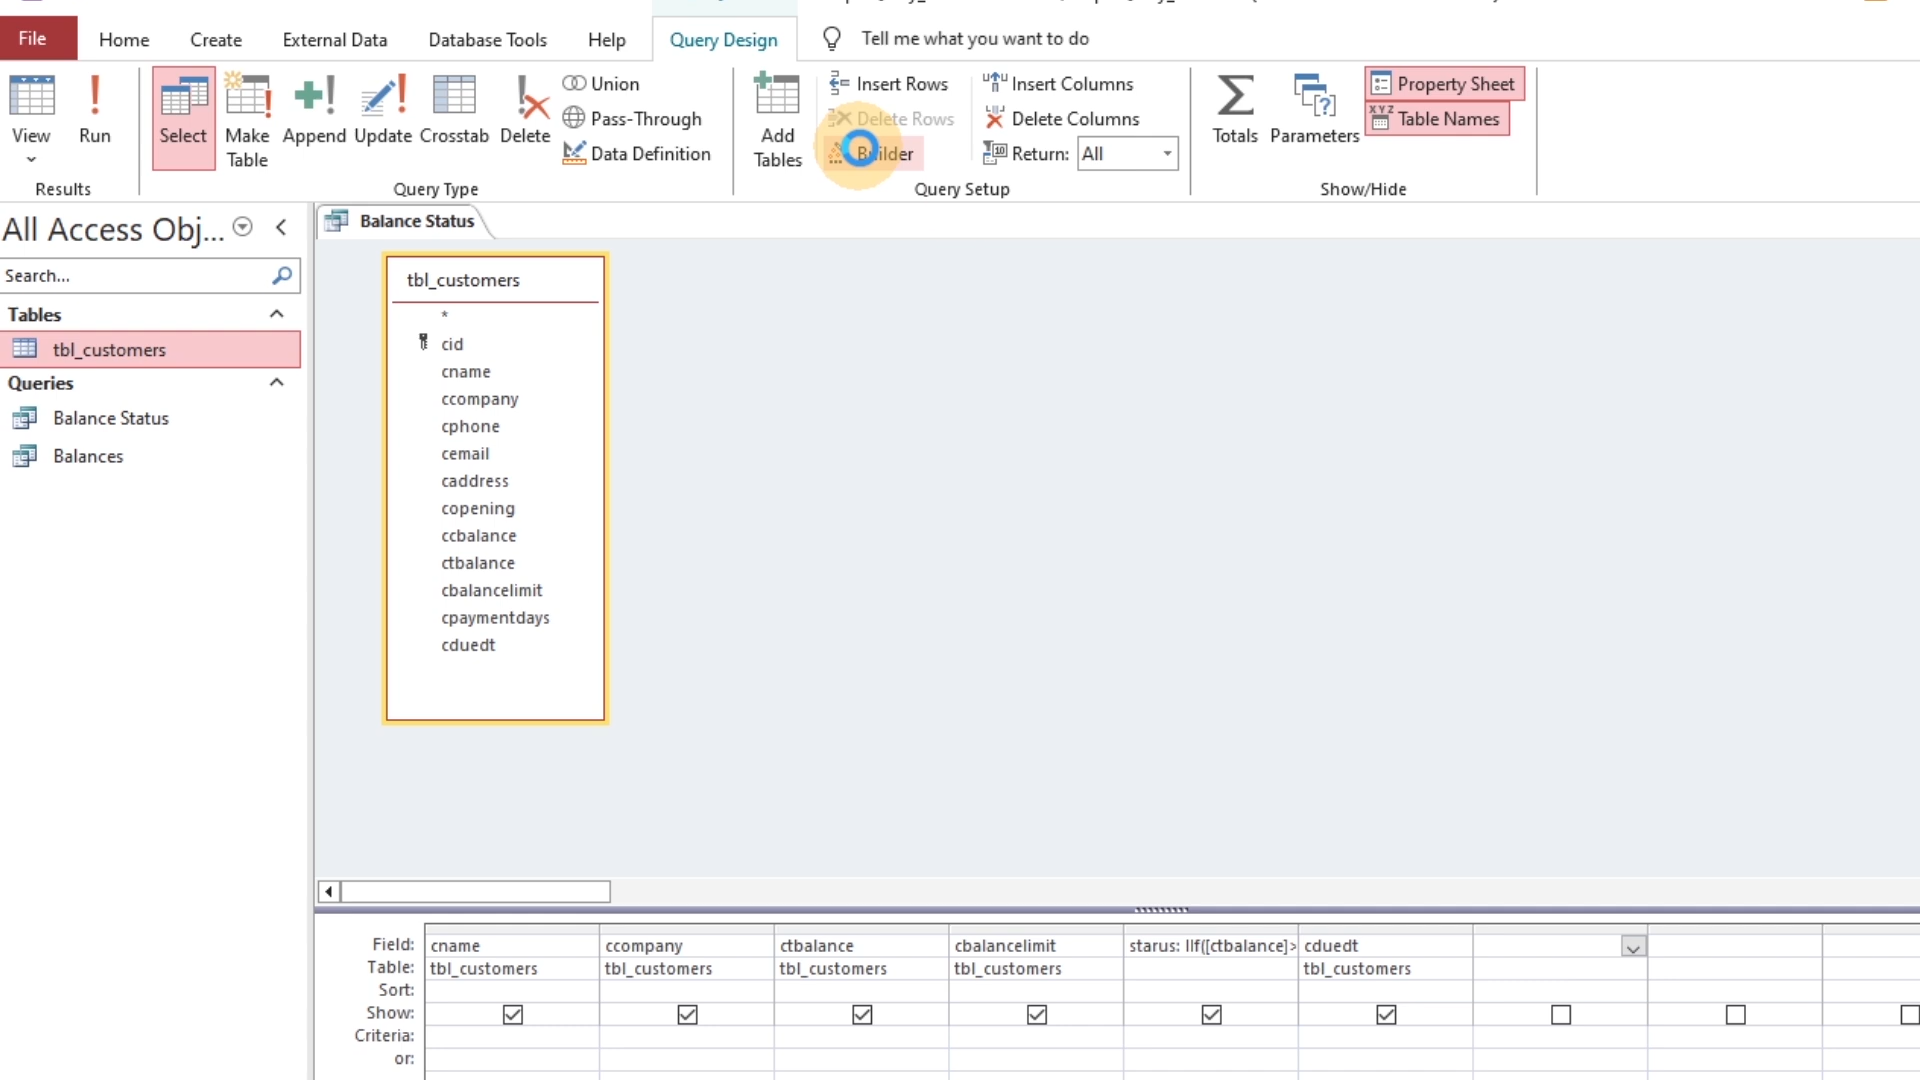 File Home Create External Data Database Tools Help Query Design Tell me what you want to do
View Run Select Make Table Append Update Crosstab Delete
Union
Pass-Through
Data Definition
Add Tables
Insert Rows
Delete Rows
Builder
Insert Columns
Delete Columns
Return: All
Totals Parameters
Property Sheet
XYZ Table Names
Results Query Type Query Setup Show/Hide
All Access Obj...
Search...
Tables
tbl_customers
Queries
Balance Status
Balances
Balance Status
tbl_customers
*
cid
cname
ccompany
cphone
cemail
caddress
copening
ccbalance
ctbalance
cbalancelimit
cpaymentdays
cduedt
Field: cname ccompany ctbalance cbalancelimit starus: IIf([ctbalance]> cduedt
Table: tbl_customers tbl_customers tbl_customers tbl_customers tbl_customers
Sort:
Show:
Criteria:
or: